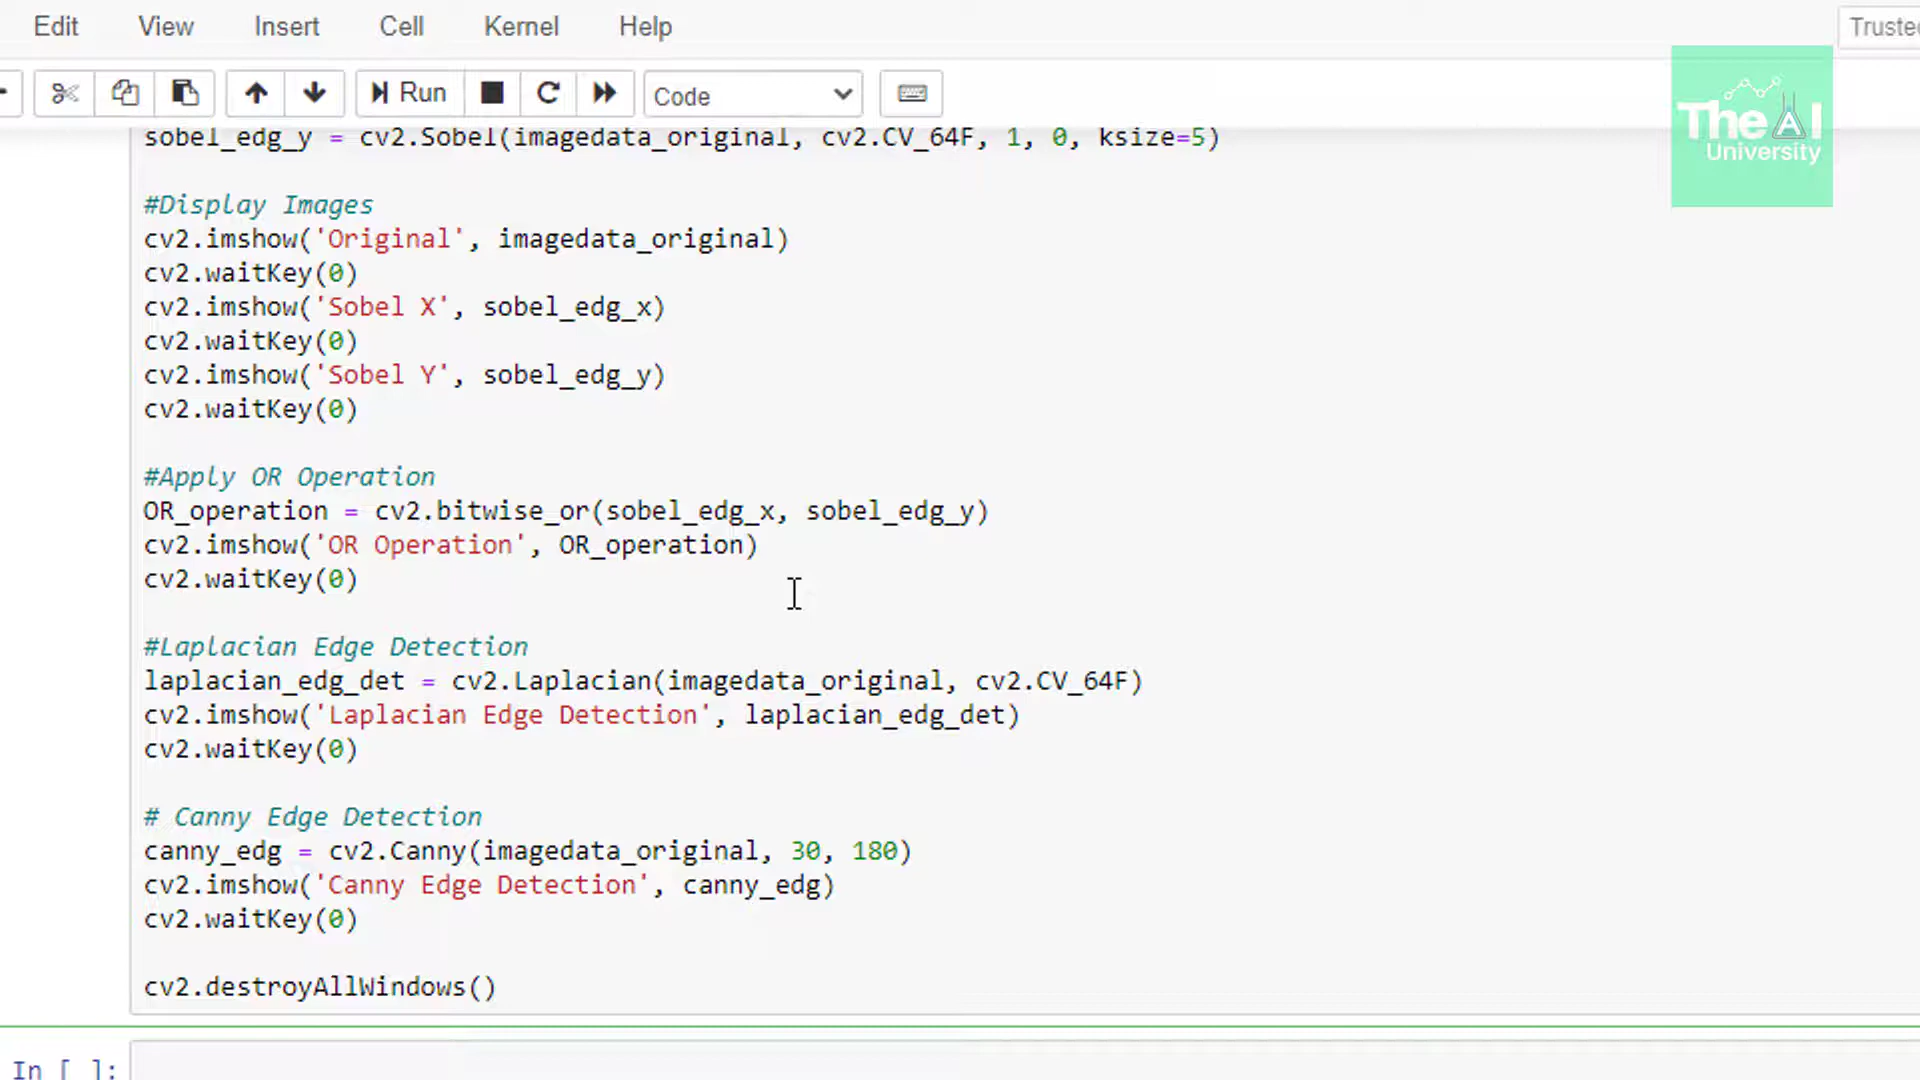 Edit View Insert Cell Kernel Help Truste
Run Code
The AI
University
sobel_edg_y = cv2.Sobel(imagedata_original, cv2.CV_64F, 1, 0, ksize=5)
#Display Images
cv2.imshow('Original', imagedata_original)
cv2.waitKey(0)
cv2.imshow('Sobel X', sobel_edg_x)
cv2.waitKey(0)
cv2.imshow('Sobel Y', sobel_edg_y)
cv2.waitKey(0)
#Apply OR Operation
OR_operation = cv2.bitwise_or(sobel_edg_x, sobel_edg_y)
cv2.imshow('OR Operation', OR_operation)
cv2.waitKey(0)
#Laplacian Edge Detection
laplacian_edg_det = cv2.Laplacian(imagedata_original, cv2.CV_64F)
cv2.imshow('Laplacian Edge Detection', laplacian_edg_det)
cv2.waitKey(0)
# Canny Edge Detection
canny_edg = cv2.Canny(imagedata_original, 30, 180)
cv2.imshow('Canny Edge Detection', canny_edg)
cv2.waitKey(0)
cv2.destroyAllWindows()
In [ ]: